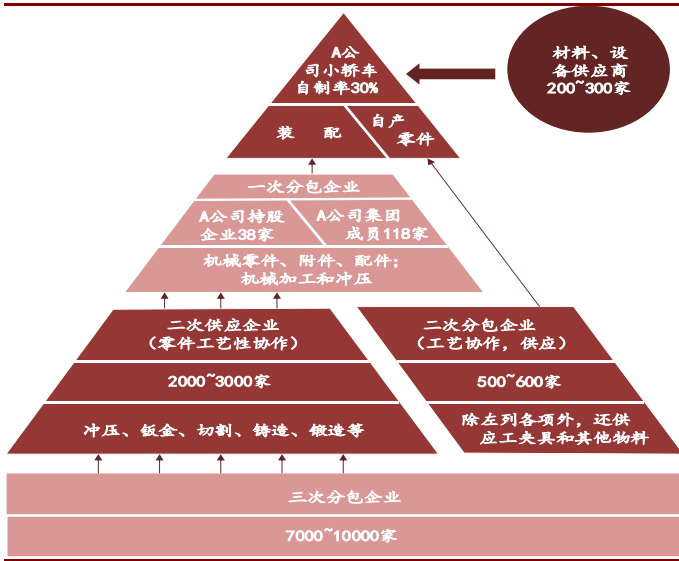 A公
司小轿车
自制率30%
材料、设
备供应商
200~300家
装 配
自产
零件
一次分包企业
A公司持股
企业38家
A公司集团
成员118家
机械零件、附件、配件；
机械加工和冲压
二次供应企业
（零件工艺性协作）
2000~3000家
冲压、钣金、切割、铸造、锻造等
二次分包企业
（工艺协作，供应）
500~600家
除左列各项外，还供
应工夹具和其他物料
三次分包企业
7000~10000家